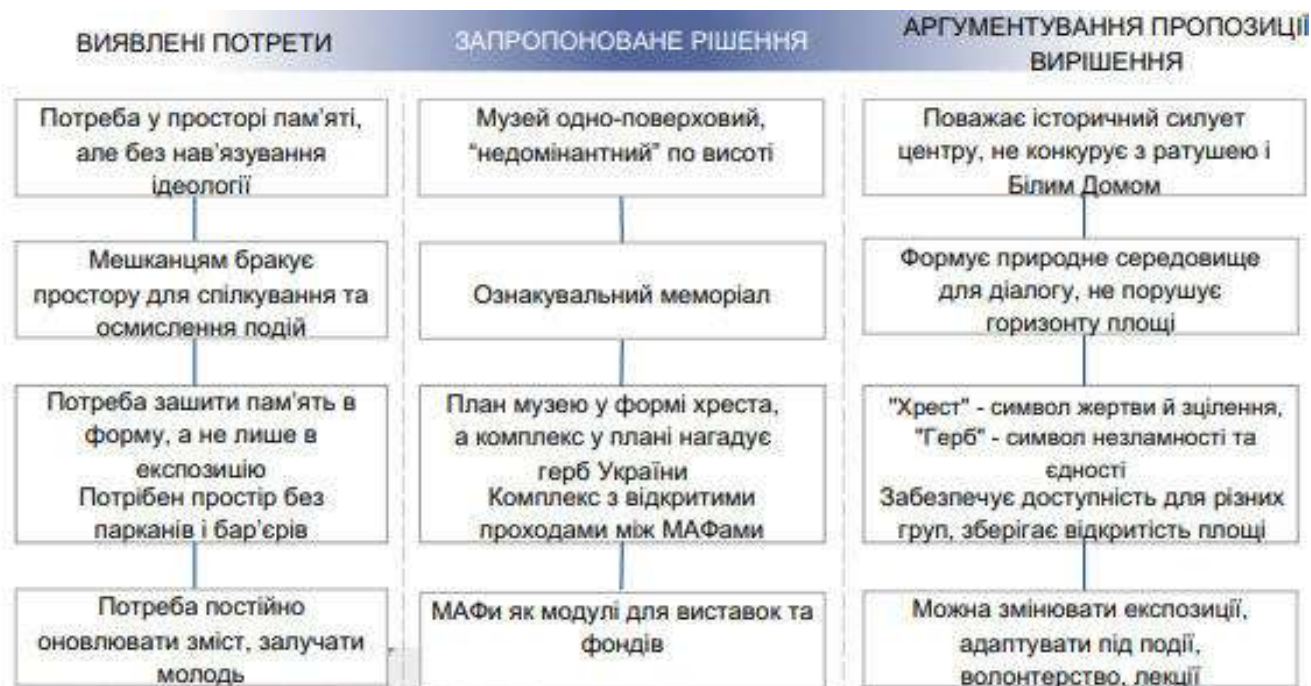 ВИЯВЛЕНІ ПОТРЕТИ
ЗАПРОПОНОВАНЕ РІШЕННЯ
АРГУМЕНТУВАННЯ ПРОПОЗИЦІЇ
ВИРІШЕННЯ
Потреба у просторі пам'яті,
але без нав'язування
ідеології
Музей одно-поверховий,
"недомінантний" по висоті
Поважає історичний силует
центру, не конкурує з ратушею і
Білим Домом
Мешканцям бракує
простору для спілкування та
осмислення подій
Ознакувальний меморіал
Формує природне середовище
для діалогу, не порушує
горизонту площі
Потреба зашити пам'ять в
форму, а не лише в
експозицію
Потрібен простір без
парканів і бар'єрів
План музею у формі хреста,
а комплекс у плані нагадує
герб України
Комплекс з відкритими
проходами між МАФами
"Хрест" - символ жертви й зцілення,
"Герб" - символ незламності та
єдності
Забезпечує доступність для різних
груп, зберігає відкритість площі
Потреба постійно
оновлювати зміст, залучати
молодь
МАФи як модулі для виставок та
фондів
Можна змінювати експозиції,
адаптувати під події,
волонтерство, лекції